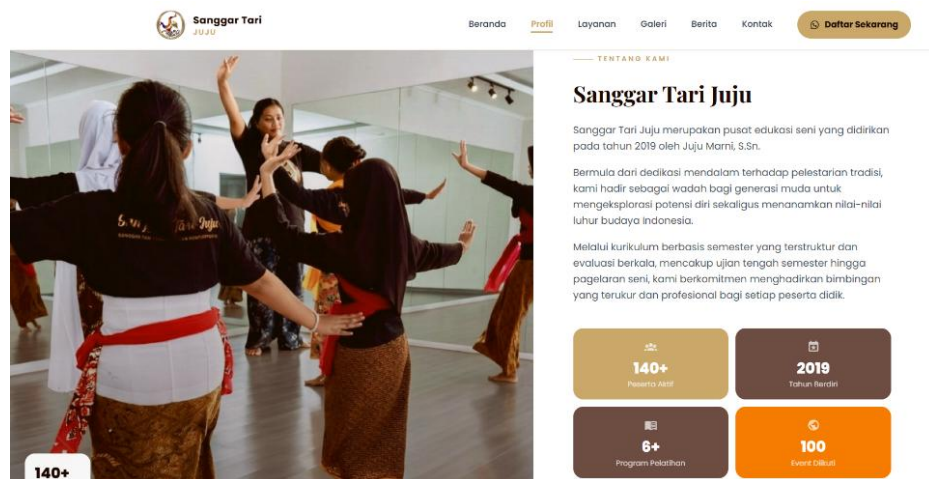 Sanggar Tari
JUJU
Beranda
Profil
Layanan
Galeri
Berita
Kontak
Daftar Sekarang
TENTANG KAMI
Sanggar Tari Juju
Sanggar Tari Juju merupakan pusat edukasi seni yang didirikan
pada tahun 2019 oleh Juju Marni, S.Sn.
Bermula dari dedikasi mendalam terhadap pelestarian tradisi,
kami hadir sebagai wadah bagi generasi muda untuk
mengeksplorasi potensi diri sekaligus menanamkan nilai-nilai
luhur budaya Indonesia.
Melalui kurikulum berbasis semester yang terstruktur dan
evaluasi berkala, mencakup ujian tengah semester hingga
pagelaran seni, kami berkomitmen menghadirkan bimbingan
yang terukur dan profesional bagi setiap peserta didik.
140+
Peserta Aktif
2019
Tahun Berdiri
6+
Program Pelatihan
100
Event Diikuti
Tari Juju
140+